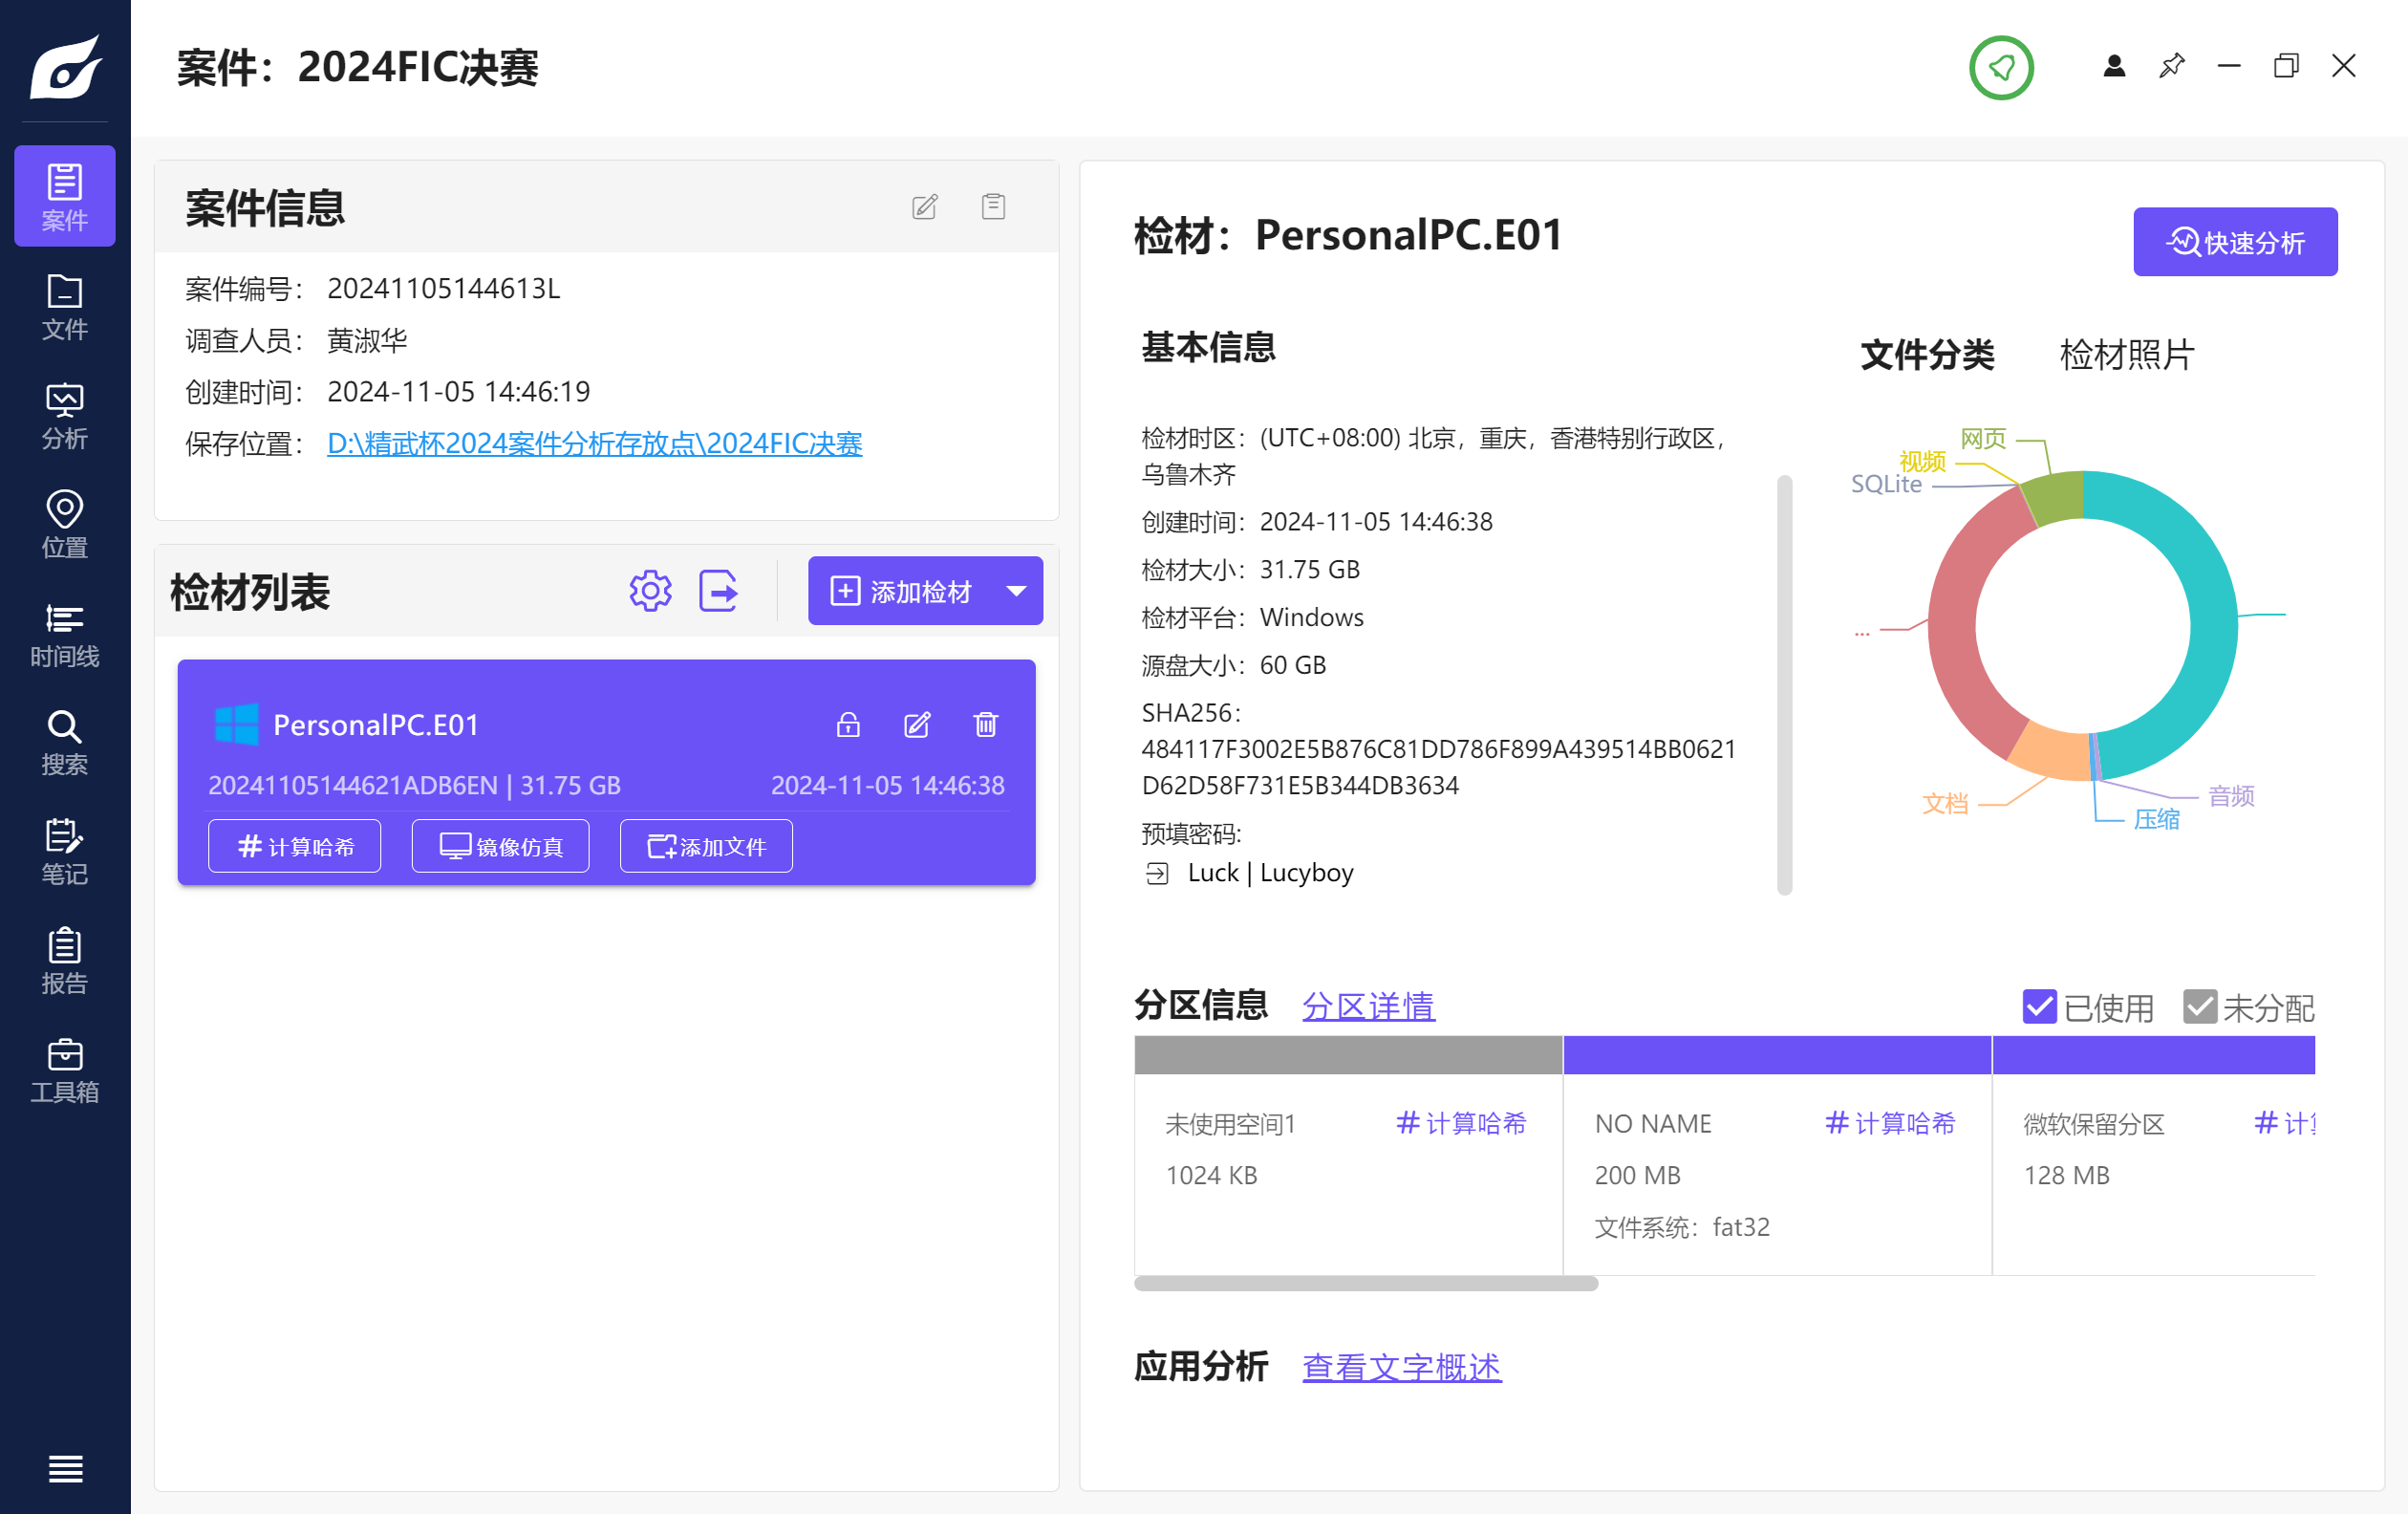 案件：2024FIC决赛
案件
文件
分析
位置
时间线
搜索
笔记
报告
工具箱
案件信息
案件编号： 20241105144613L
调查人员： 黄淑华
创建时间： 2024-11-05 14:46:19
保存位置： D:\精武杯2024案件分析存放点\2024FIC决赛
检材列表
添加检材
PersonalPC.E01
20241105144621ADB6EN | 31.75 GB 2024-11-05 14:46:38
计算哈希 镜像仿真 添加文件
检材：PersonalPC.E01
快速分析
基本信息
检材时区：(UTC+08:00) 北京，重庆，香港特别行政区，
乌鲁木齐
创建时间：2024-11-05 14:46:38
检材大小：31.75 GB
检材平台：Windows
源盘大小：60 GB
SHA256：
484117F3002E5B876C81DD786F899A439514BB0621
D62D58F731E5B344DB3634
预填密码:
Luck | Lucyboy
文件分类 检材照片
网页
视频
SQLite
...
文档
音频
压缩
分区信息 分区详情
已使用 未分配
未使用空间1 # 计算哈希
1024 KB
NO NAME # 计算哈希
200 MB
文件系统：fat32
微软保留分区 # 计
128 MB
应用分析 查看文字概述